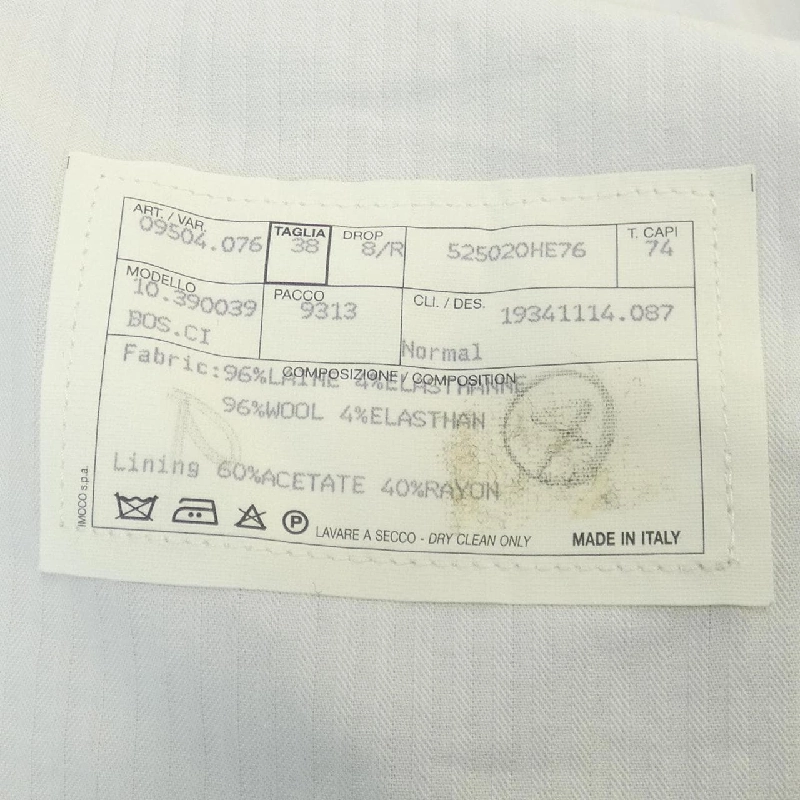 ART. / VAR.
09504.076
TAGLIA
38
DROP
8/R
525020HE76
T. CAPI
74
MODELLO
10.390039
BOS.CI
PACCO
9313
CLI. / DES.
19341114.087
Normal
COMPOSIZIONE / COMPOSITION
Fabric:96%LAINE 4%ELASTHANNE
96%WOOL 4%ELASTHAN
Lining 60%ACETATE 40%RAYON
P
LAVARE A SECCO - DRY CLEAN ONLY
MADE IN ITALY
IMOCO s.p.a.